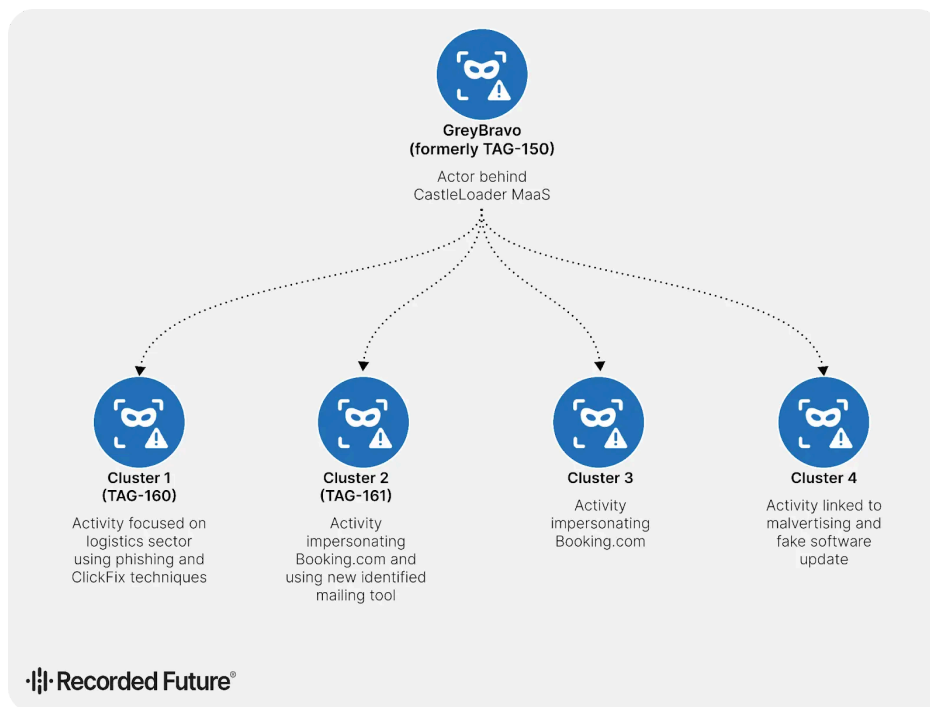 GreyBravo
(formerly TAG-150)
Actor behind
CastleLoader MaaS
Cluster 1
(TAG-160)
Activity focused on
logistics sector
using phishing and
ClickFix techniques
Cluster 2
(TAG-161)
Activity
impersonating
Booking.com and
using new identified
mailing tool
Cluster 3
Activity
impersonating
Booking.com
Cluster 4
Activity linked to
malvertising and
fake software
update
Recorded Future®